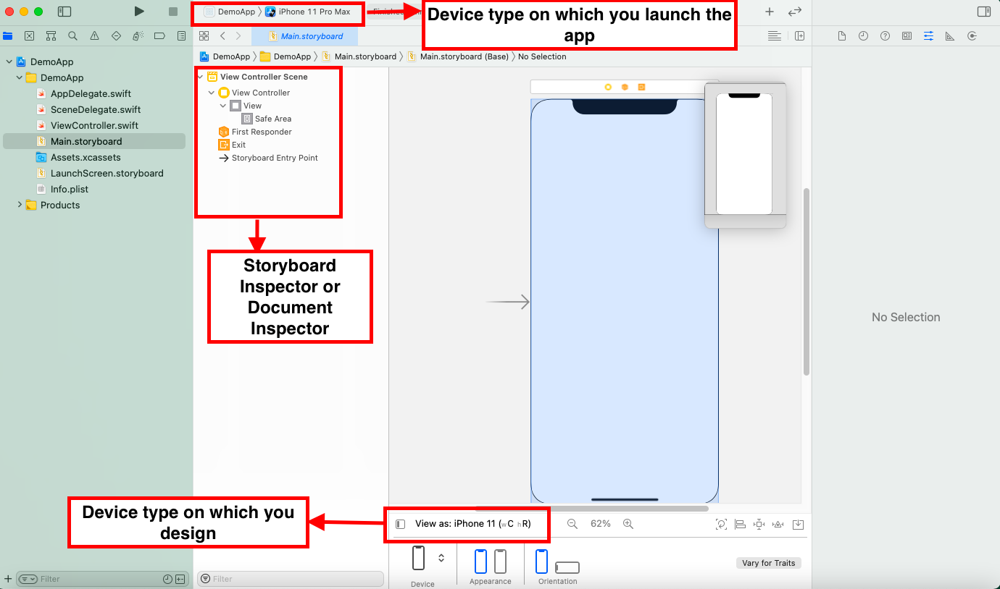 DemoApp
iPhone 11 Pro Max
Device type on which you launch the
app
Main.storyboard
DemoApp
DemoApp
Main.storyboard
Main.storyboard (Base)
No Selection
DemoApp
DemoApp
AppDelegate.swift
SceneDelegate.swift
ViewController.swift
Main.storyboard
Assets.xcassets
LaunchScreen.storyboard
Info.plist
Products
View Controller Scene
View Controller
View
Safe Area
First Responder
Exit
Storyboard Entry Point
Storyboard
Inspector or
Document
Inspector
No Selection
Device type on which you
design
View as: iPhone 11 (wC hR)
62%
Vary for Traits
Device
Appearance
Orientation
Filter
Filter